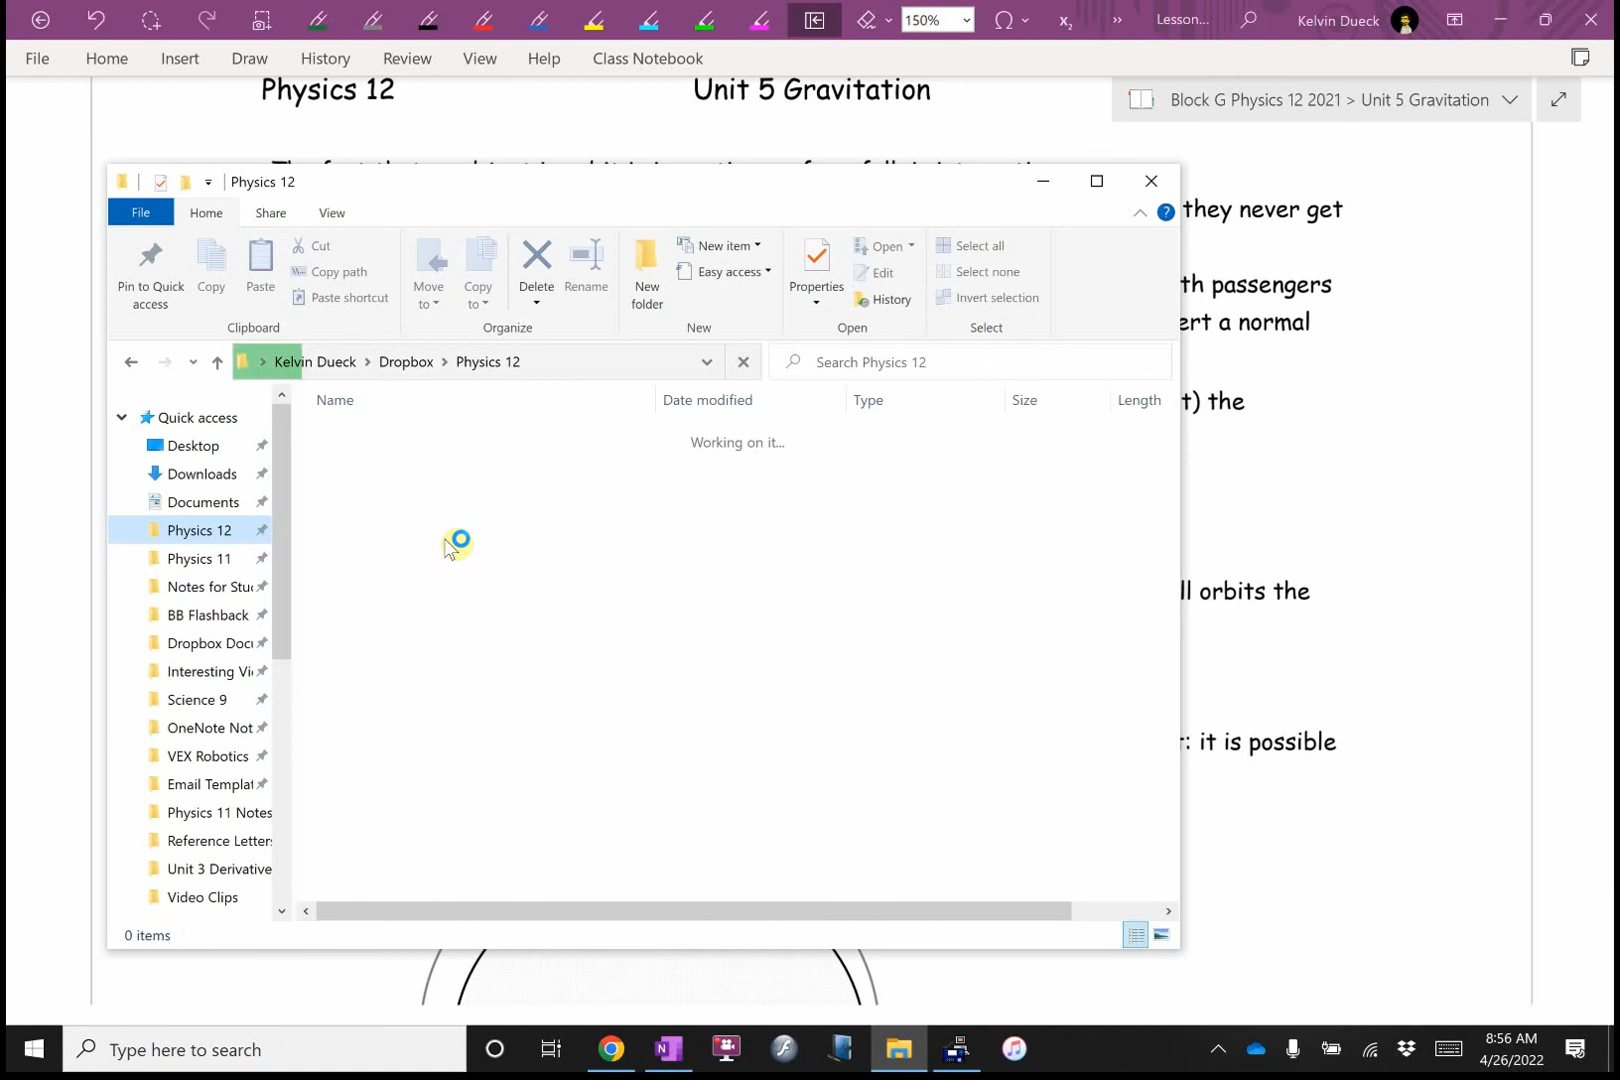 150%
Ω
x₂
»
Lesson...
Kelvin Dueck
File
Home
Insert
Draw
History
Review
View
Help
Class Notebook
Physics 12
Unit 5 Gravitation
Block G Physics 12 2021 > Unit 5 Gravitation
they never get
th passengers
ert a normal
t) the
ll orbits the
: it is possible
Physics 12
File
Home
Share
View
Pin to Quick access
Copy
Paste
Cut
Copy path
Paste shortcut
Clipboard
Move to
Copy to
Delete
Rename
Organize
New folder
New item
Easy access
New
Properties
Open
Edit
History
Open
Select all
Select none
Invert selection
Select
Kelvin Dueck > Dropbox > Physics 12
Search Physics 12
Name
Date modified
Type
Size
Length
Working on it...
Quick access
Desktop
Downloads
Documents
Physics 12
Physics 11
Notes for Stu
BB Flashback
Dropbox Doc
Interesting Vi
Science 9
OneNote Not
VEX Robotics
Email Templa
Physics 11 Notes
Reference Letter
Unit 3 Derivative
Video Clips
0 items
Type here to search
8:56 AM
4/26/2022